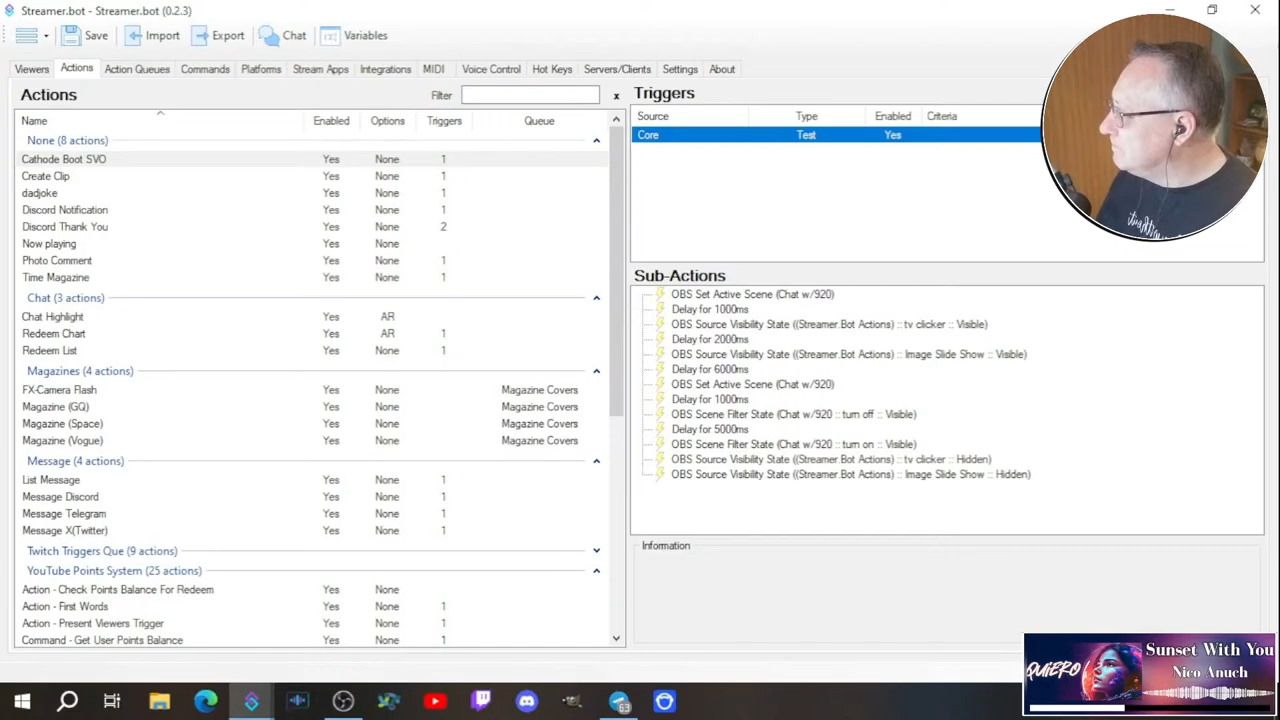 Streamer.bot - Streamer.bot (0.2.3)
Save Import Export Chat Variables
Viewers Actions Action Queues Commands Platforms Stream Apps Integrations MIDI Voice Control Hot Keys Servers/Clients Settings About
Actions
Filter
x
Name Enabled Options Triggers Queue
None (8 actions)
Cathode Boot SVO Yes None 1
Create Clip Yes None 1
dadjoke Yes None 1
Discord Notification Yes None 1
Discord Thank You Yes None 2
Now playing Yes None
Photo Comment Yes None 1
Time Magazine Yes None 1
Chat (3 actions)
Chat Highlight Yes AR
Redeem Chart Yes AR 1
Redeem List Yes None 1
Magazines (4 actions)
FX-Camera Flash Yes None Magazine Covers
Magazine (GQ) Yes None Magazine Covers
Magazine (Space) Yes None Magazine Covers
Magazine (Vogue) Yes None Magazine Covers
Message (4 actions)
List Message Yes None 1
Message Discord Yes None 1
Message Telegram Yes None 1
Message X(Twitter) Yes None 1
Twitch Triggers Que (9 actions)
YouTube Points System (25 actions)
Action - Check Points Balance For Redeem Yes None
Action - First Words Yes None 1
Action - Present Viewers Trigger Yes None 1
Command - Get User Points Balance Yes None 1
Triggers
Source Type Enabled Criteria
Core Test Yes
Sub-Actions
OBS Set Active Scene (Chat w/920)
Delay for 1000ms
OBS Source Visibility State ((Streamer.Bot Actions) :: tv clicker :: Visible)
Delay for 2000ms
OBS Source Visibility State ((Streamer.Bot Actions) :: Image Slide Show :: Visible)
Delay for 6000ms
OBS Set Active Scene (Chat w/920)
Delay for 1000ms
OBS Scene Filter State (Chat w/920 :: turn off :: Visible)
Delay for 5000ms
OBS Scene Filter State (Chat w/920 :: turn on :: Visible)
OBS Source Visibility State ((Streamer.Bot Actions) :: tv clicker :: Hidden)
OBS Source Visibility State ((Streamer.Bot Actions) :: Image Slide Show :: Hidden)
Information
QUIERO
Sunset With You
Nico Anuch
63